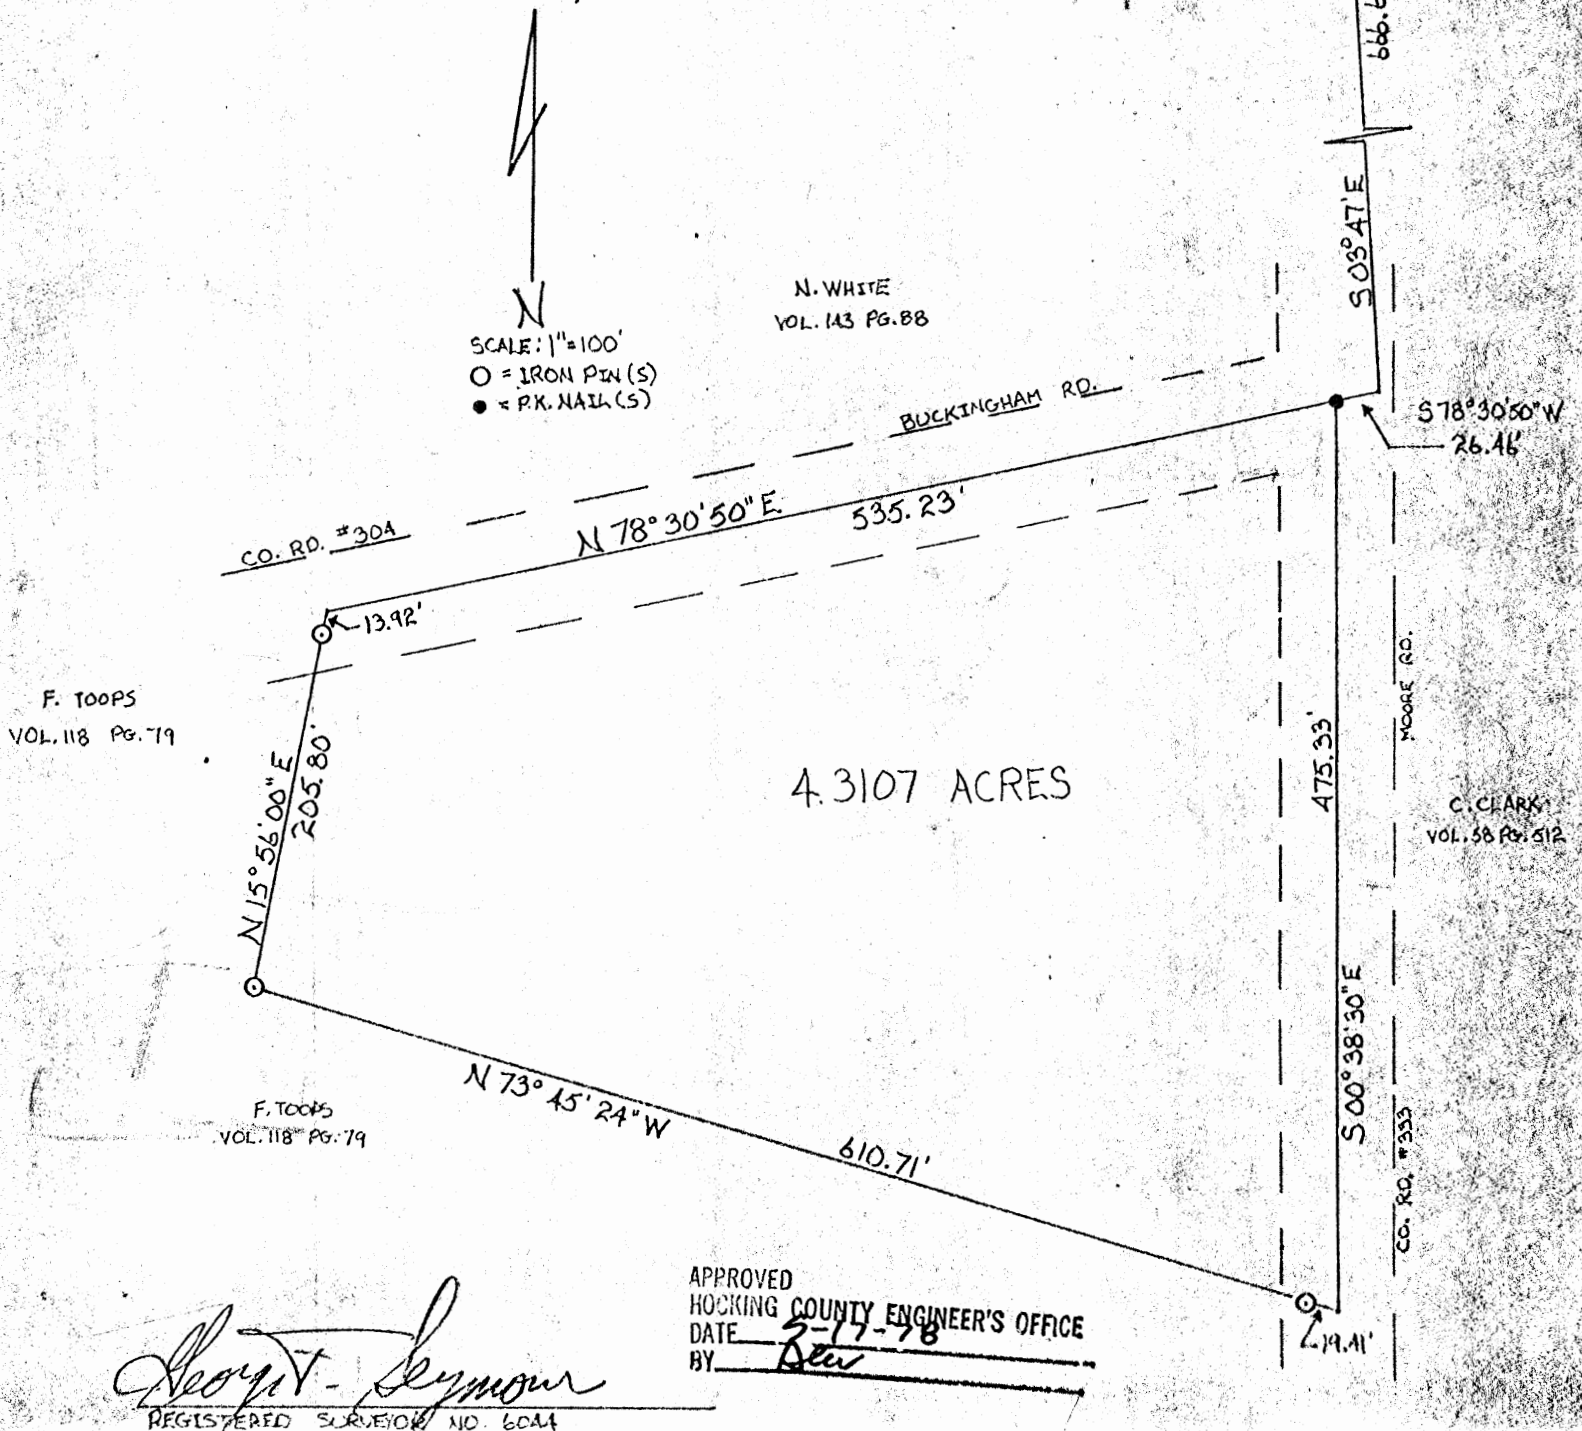 S 03° 47' E
N. WHITE
VOL. 143 PG. 88
N
SCALE: 1"=100'
O = IRON PIN (S)
● = P.K. NAIL (S)
BUCKINGHAM RD.
S 78° 30' 50" W
26.46'
CO. RD. #304
N 78° 30' 50" E
535.23'
13.92'
F. TOOPS
VOL. 118 PG. 79
N 15° 56' 00" E
205.80'
4.3107 ACRES
475.33'
MOORE RD.
C. CLARK
VOL. 58 PG. 512
S 00° 38' 30" E
F. TOOPS
VOL. 118 PG. 79
N 73° 45' 24" W
610.71'
CO. RD. #333
19.41'
APPROVED
HOCKING COUNTY ENGINEER'S OFFICE
DATE 5-17-78
BY
George F. Seymour
REGISTERED SURVEYOR NO. 6044